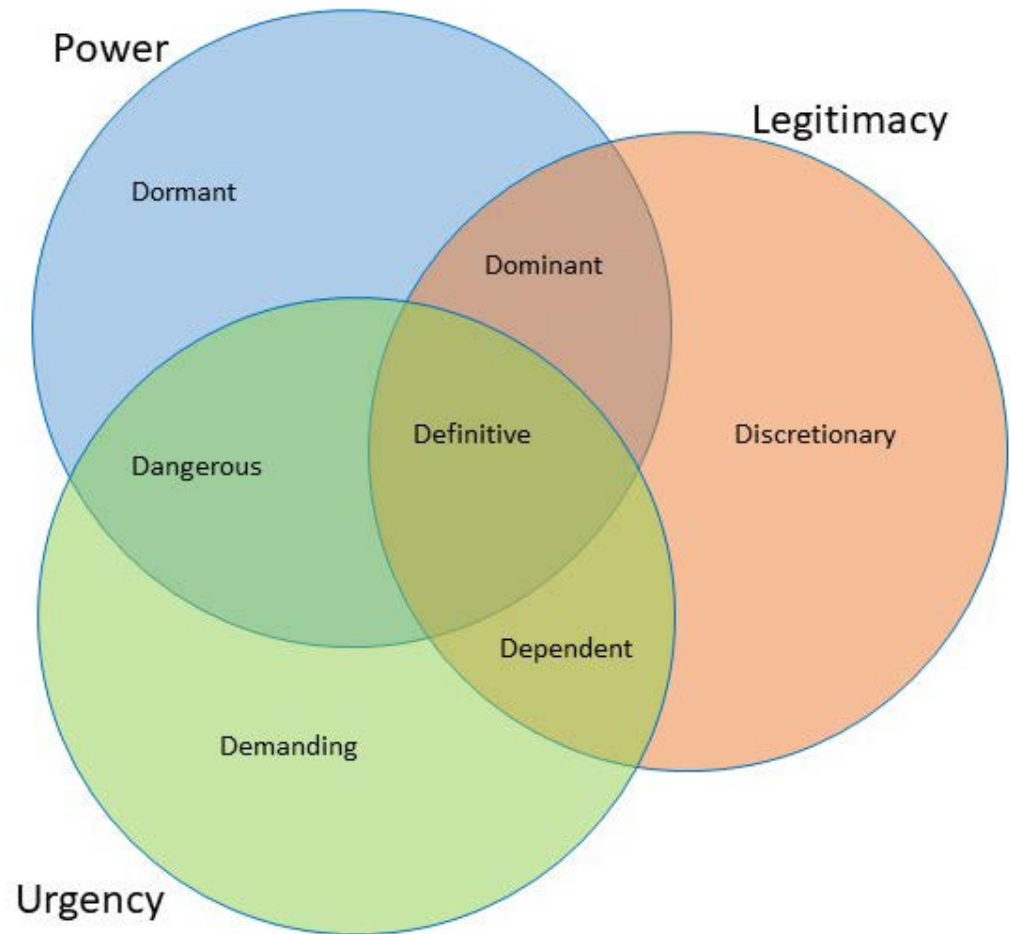 Power
Legitimacy
Dormant
Dominant
Definitive
Discretionary
Dangerous
Dependent
Demanding
Urgency